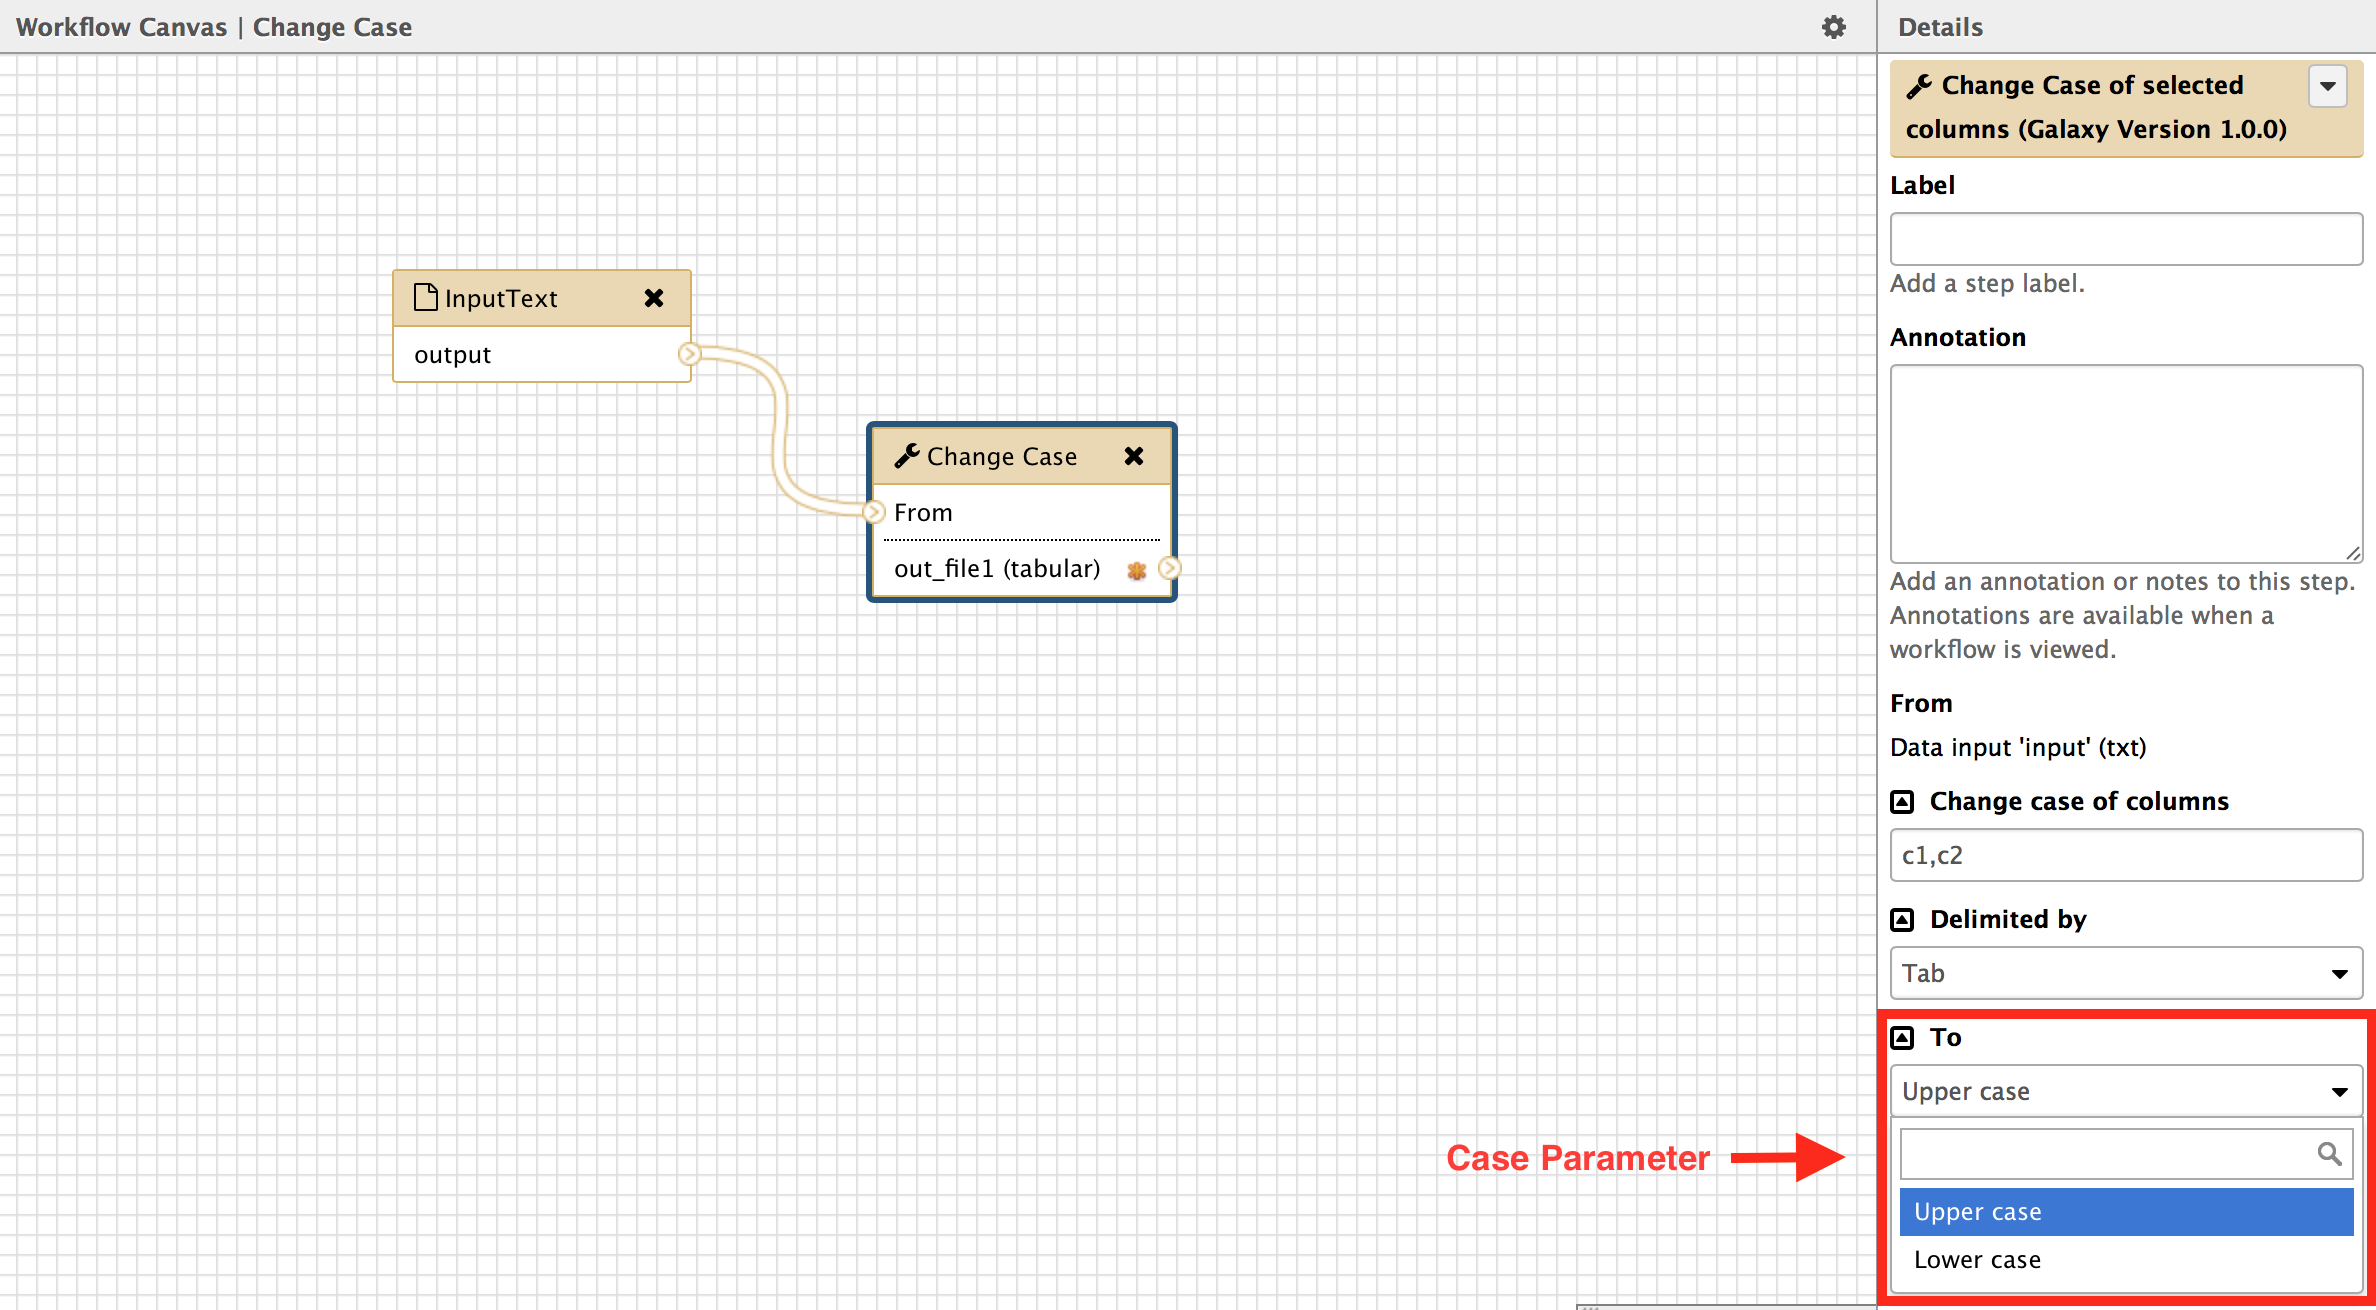 Workflow Canvas | Change Case
InputText
output
Change Case
From
out_file1 (tabular)
Case Parameter
Details
Change Case of selected
columns (Galaxy Version 1.0.0)
Label
Add a step label.
Annotation
Add an annotation or notes to this step.
Annotations are available when a
workflow is viewed.
From
Data input 'input' (txt)
Change case of columns
c1,c2
Delimited by
Tab
To
Upper case
Upper case
Lower case